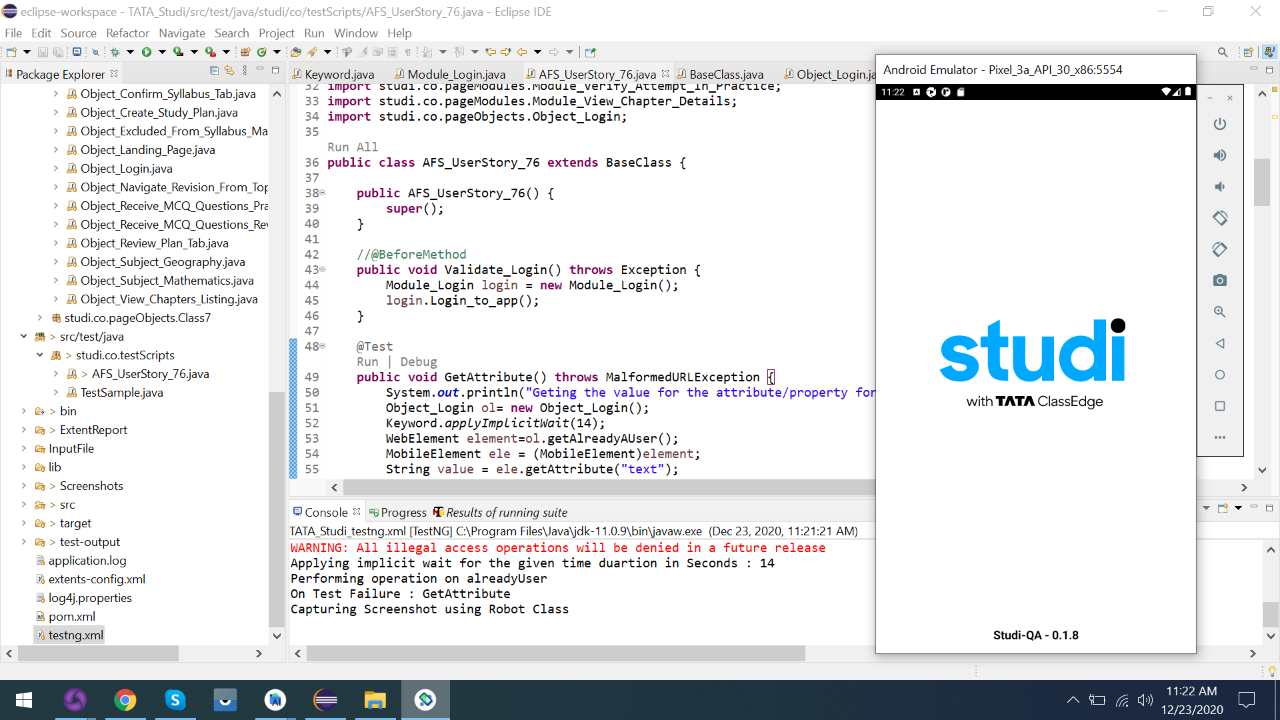 eclipse-workspace - TATA_Studi/src/test/java/studi/co/testScripts/AFS_UserStory_76.java - Eclipse IDE
File Edit Source Refactor Navigate Search Project Run Window Help
Package Explorer
Object_Confirm_Syllabus_Tab.java
Object_Create_Study_Plan.java
Object_Excluded_From_Syllabus_Ma
Object_Landing_Page.java
Object_Login.java
Object_Navigate_Revision_From_Top
Object_Receive_MCQ_Questions_Pra
Object_Receive_MCQ_Questions_Rev
Object_Review_Plan_Tab.java
Object_Subject_Geography.java
Object_Subject_Mathematics.java
Object_View_Chapters_Listing.java
studi.co.pageObjects.Class7
> src/test/java
> studi.co.testScripts
> AFS_UserStory_76.java
TestSample.java
> bin
> ExtentReport
InputFile
lib
> Screenshots
> src
> target
> test-output
application.log
extents-config.xml
log4j.properties
pom.xml
testng.xml
Keyword.java Module_Login.java AFS_UserStory_76.java BaseClass.java Object_Login.ja
32 import studi.co.pageModules.Module_Verify_Attempt_In_Practice;
33 import studi.co.pageModules.Module_View_Chapter_Details;
34 import studi.co.pageObjects.Object_Login;
35
Run All
36 public class AFS_UserStory_76 extends BaseClass {
37
38 public AFS_UserStory_76() {
39 super();
40 }
41
42 //@BeforeMethod
43 public void Validate_Login() throws Exception {
44 Module_Login login = new Module_Login();
45 login.Login_to_app();
46 }
47
48 @Test
Run | Debug
49 public void GetAttribute() throws MalformedURLException {
50 System.out.println("Geting the value for the attribute/property for
51 Object_Login ol= new Object_Login();
52 Keyword.applyImplicitWait(14);
53 WebElement element=ol.getAlreadyAUser();
54 MobileElement ele = (MobileElement)element;
55 String value = ele.getAttribute("text");
Console Progress Results of running suite
TATA_Studi_testng.xml [TestNG] C:\Program Files\Java\jdk-11.0.9\bin\javaw.exe (Dec 23, 2020, 11:21:21 AM)
WARNING: All illegal access operations will be denied in a future release
Applying implicit wait for the given time duartion in Seconds : 14
Performing operation on alreadyUser
On Test Failure : GetAttribute
Capturing Screenshot using Robot Class
Android Emulator - Pixel_3a_API_30_x86:5554
11:22
studi
with TATA ClassEdge
Studi-QA - 0.1.8
11:22 AM
12/23/2020